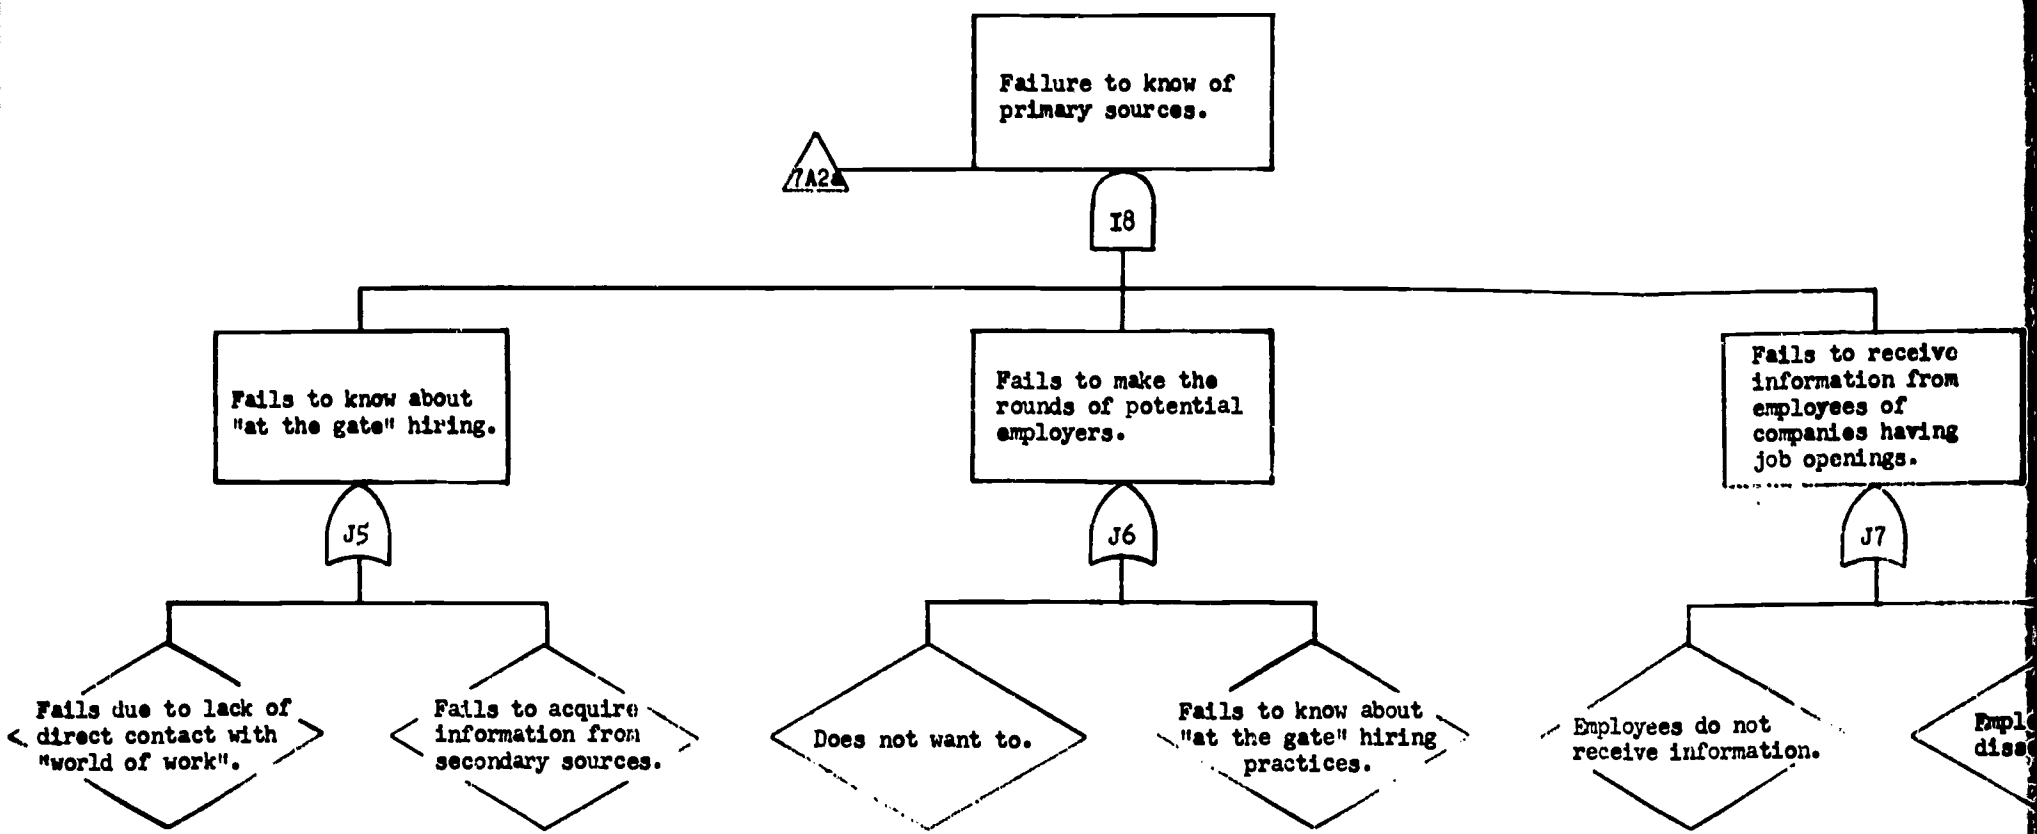 Failure to know of
primary sources.
7A2a
I8
Fails to know about
"at the gate" hiring.
Fails to make the
rounds of potential
employers.
Fails to receive
information from
employees of
companies having
job openings.
J5
J6
J7
Fails due to lack of
direct contact with
"world of work".
Fails to acquire
information from
secondary sources.
Does not want to.
Fails to know about
"at the gate" hiring
practices.
Employees do not
receive information.